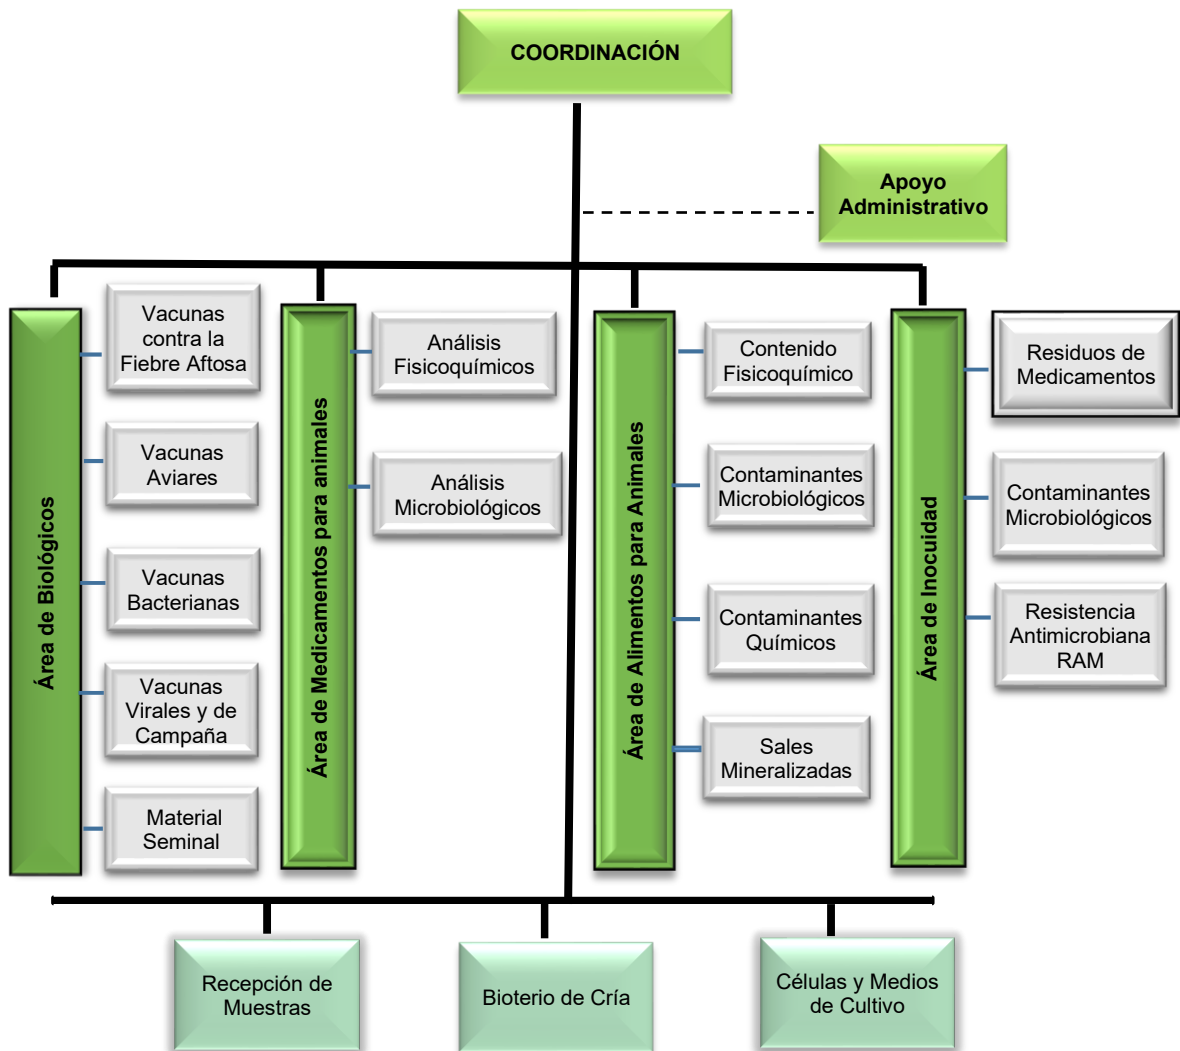 COORDINACIÓN
Apoyo
Administrativo
Área de Biológicos
Vacunas
contra la
Fiebre Aftosa
Vacunas
Aviares
Vacunas
Bacterianas
Vacunas
Virales y de
Campaña
Material
Seminal
Área de Medicamentos para animales
Análisis
Fisicoquímicos
Análisis
Microbiológicos
Área de Alimentos para Animales
Contenido
Fisicoquímico
Contaminantes
Microbiológicos
Contaminantes
Químicos
Sales
Mineralizadas
Área de Inocuidad
Residuos de
Medicamentos
Contaminantes
Microbiológicos
Resistencia
Antimicrobiana
RAM
Recepción de
Muestras
Bioterio de Cría
Células y Medios
de Cultivo